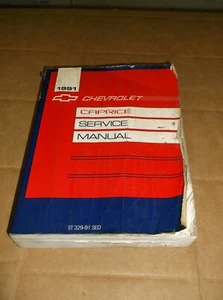 1991
CHEVROLET
CAPRICE
SERVICE
MANUAL
ST 329-91 SED